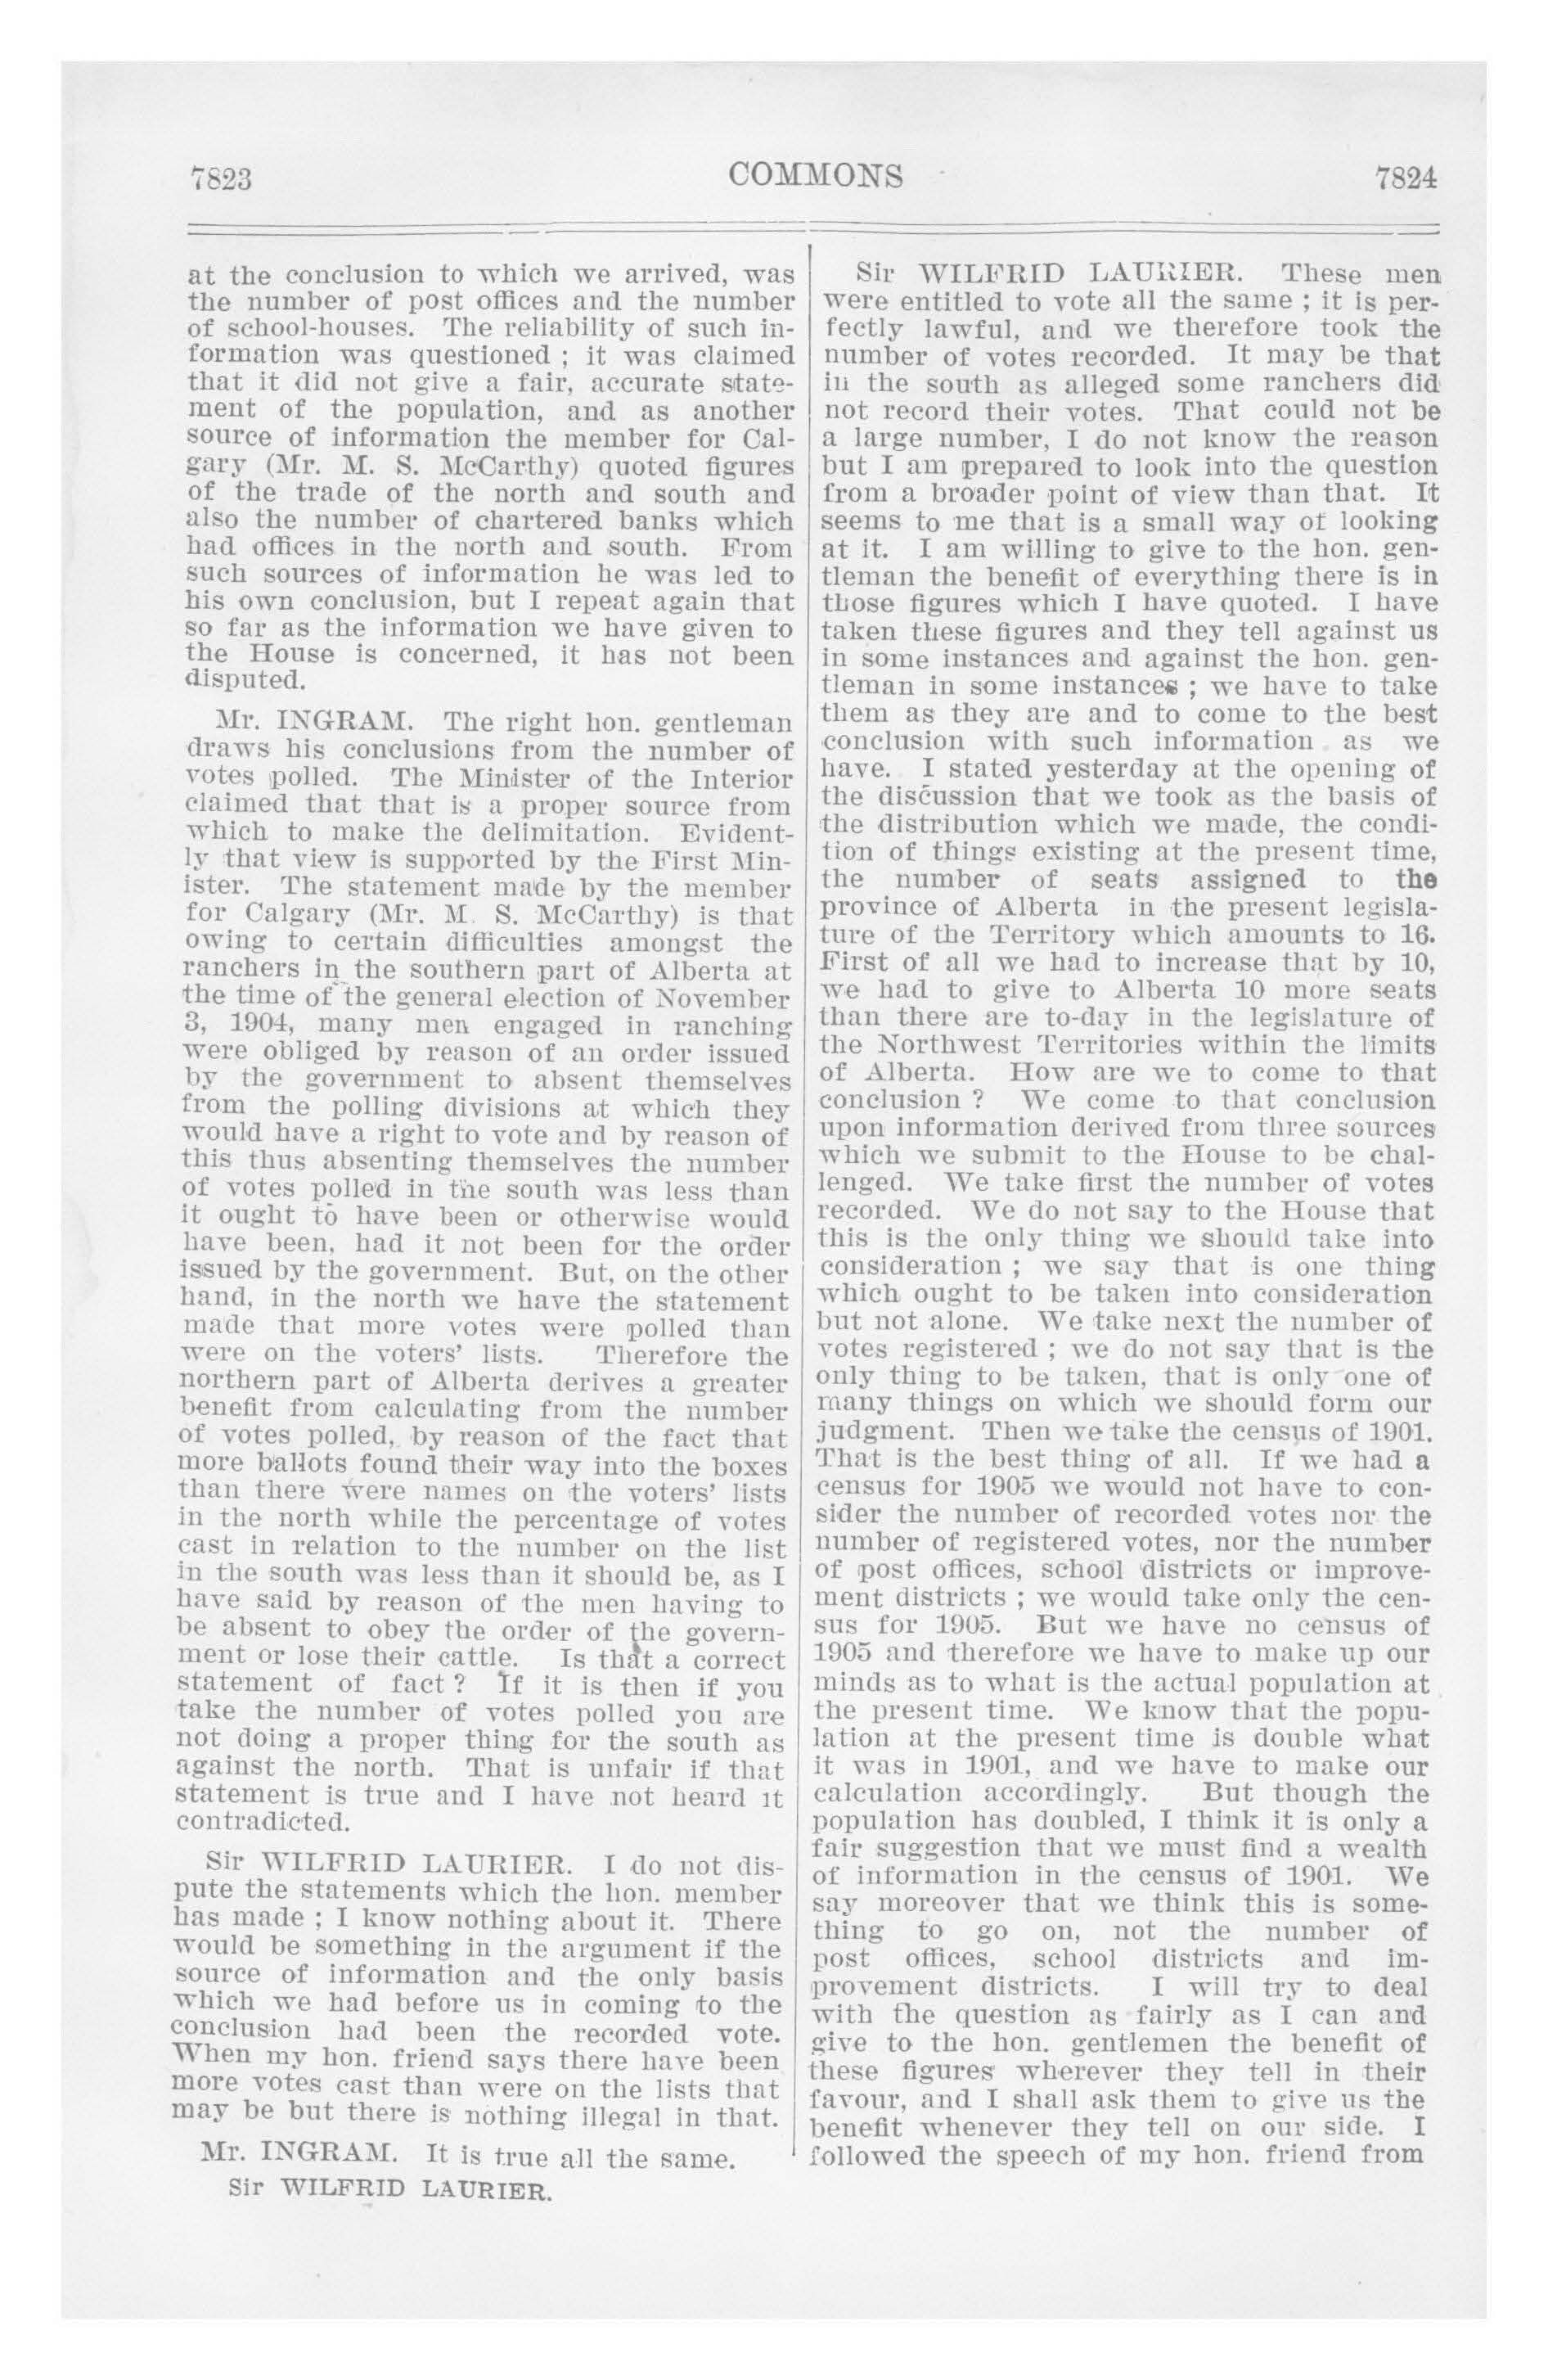 7823
COMMONS
7824
at the conclusion to which we arrived, was
the number of post offices and the number
of school-houses. The reliability of such in-
formation was questioned ; it was claimed
that it did not give a fair, accurate state-
ment of the population, and as another
source of information the member for Cal-
gary (Mr. M. S. McCarthy) quoted figures
of the trade of the north and south and
also the number of chartered banks which
had offices in the north and south. From
such sources of information he was led to
his own conclusion, but I repeat again that
so far as the information we have given to
the House is concerned, it has not been
disputed.
Mr. INGRAM. The right hon. gentleman
draws his conclusions from the number of
votes polled. The Minister of the Interior
claimed that that is a proper source from
which to make the delimitation. Evident-
ly that view is supported by the First Min-
ister. The statement made by the member
for Calgary (Mr. M. S. McCarthy) is that
owing to certain difficulties amongst the
ranchers in the southern part of Alberta at
the time of the general election of November
3, 1904, many men engaged in ranching
were obliged by reason of an order issued
by the government to absent themselves
from the polling divisions at which they
would have a right to vote and by reason of
this thus absenting themselves the number
of votes polled in the south was less than
it ought to have been or otherwise would
have been, had it not been for the order
issued by the government. But, on the other
hand, in the north we have the statement
made that more votes were polled than
were on the voters' lists. Therefore the
northern part of Alberta derives a greater
benefit from calculating from the number
of votes polled, by reason of the fact that
more ballots found their way into the boxes
than there were names on the voters' lists
in the north while the percentage of votes
cast in relation to the number on the list
in the south was less than it should be, as I
have said by reason of the men having to
be absent to obey the order of the govern-
ment or lose their cattle. Is that a correct
statement of fact ? If it is then if you
take the number of votes polled you are
not doing a proper thing for the south as
against the north. That is unfair if that
statement is true and I have not heard it
contradicted.
Sir WILFRID LAURIER. I do not dis-
pute the statements which the hon. member
has made ; I know nothing about it. There
would be something in the argument if the
source of information and the only basis
which we had before us in coming to the
conclusion had been the recorded vote.
When my hon. friend says there have been
more votes cast than were on the lists that
may be but there is nothing illegal in that.
Mr. INGRAM. It is true all the same.
Sir WILFRID LAURIER.
Sir WILFRID LAURIER. These men
were entitled to vote all the same ; it is per-
fectly lawful, and we therefore took the
number of votes recorded. It may be that
in the south as alleged some ranchers did
not record their votes. That could not be
a large number, I do not know the reason
but I am prepared to look into the question
from a broader point of view than that. It
seems to me that is a small way of looking
at it. I am willing to give to the hon. gen-
tleman the benefit of everything there is in
those figures which I have quoted. I have
taken these figures and they tell against us
in some instances and against the hon. gen-
tleman in some instances ; we have to take
them as they are and to come to the best
conclusion with such information as we
have. I stated yesterday at the opening of
the discussion that we took as the basis of
the distribution which we made, the condi-
tion of things existing at the present time,
the number of seats assigned to the
province of Alberta in the present legisla-
ture of the Territory which amounts to 16.
First of all we had to increase that by 10,
we had to give to Alberta 10 more seats
than there are to-day in the legislature of
the Northwest Territories within the limits
of Alberta. How are we to come to that
conclusion ? We come to that conclusion
upon information derived from three sources
which we submit to the House to be chal-
lenged. We take first the number of votes
recorded. We do not say to the House that
this is the only thing we should take into
consideration ; we say that is one thing
which ought to be taken into consideration
but not alone. We take next the number of
votes registered ; we do not say that is the
only thing to be taken, that is only one of
many things on which we should form our
judgment. Then we take the census of 1901.
That is the best thing of all. If we had a
census for 1905 we would not have to con-
sider the number of recorded votes nor the
number of registered votes, nor the number
of post offices, school districts or improve-
ment districts ; we would take only the cen-
sus for 1905. But we have no census of
1905 and therefore we have to make up our
minds as to what is the actual population at
the present time. We know that the popu-
lation at the present time is double what
it was in 1901, and we have to make our
calculation accordingly. But though the
population has doubled, I think it is only a
fair suggestion that we must find a wealth
of information in the census of 1901. We
say moreover that we think this is some-
thing to go on, not the number of
post offices, school districts and im-
provement districts. I will try to deal
with the question as fairly as I can and
give to the hon. gentlemen the benefit of
these figures wherever they tell in their
favour, and I shall ask them to give us the
benefit whenever they tell on our side. I
followed the speech of my hon. friend from